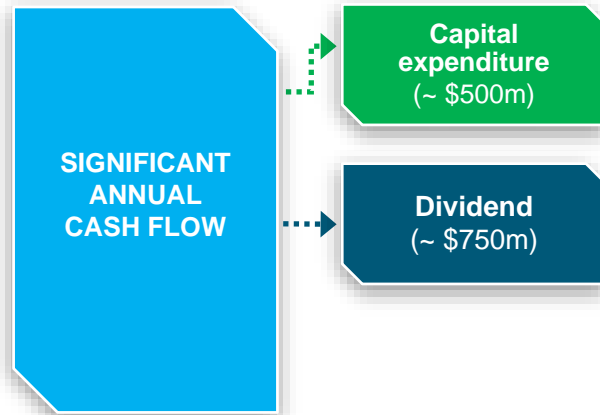 SIGNIFICANT
ANNUAL
CASH FLOW
Capital
expenditure
(~ $500m)
Dividend
(~ $750m)